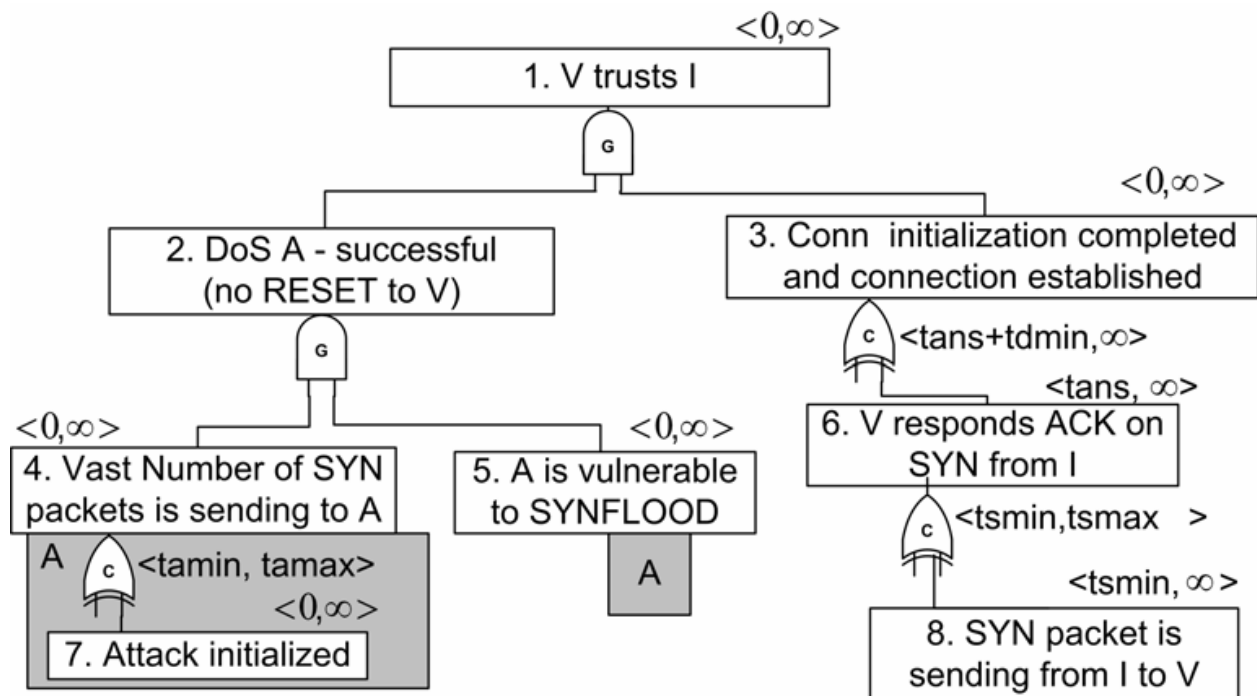 <0,∞>
1. V trusts I
G
<0,∞>
2. DoS A - successful
(no RESET to V)
3. Conn initialization completed
and connection established
G
C
<tans+tdmin,∞>
<0,∞>
<0,∞>
<tans, ∞>
4. Vast Number of SYN
packets is sending to A
5. A is vulnerable
to SYNFLOOD
6. V responds ACK on
SYN from I
A
C
<tamin, tamax>
A
C
<tsmin,tsmax >
<0,∞>
<tsmin, ∞>
7. Attack initialized
8. SYN packet is
sending from I to V